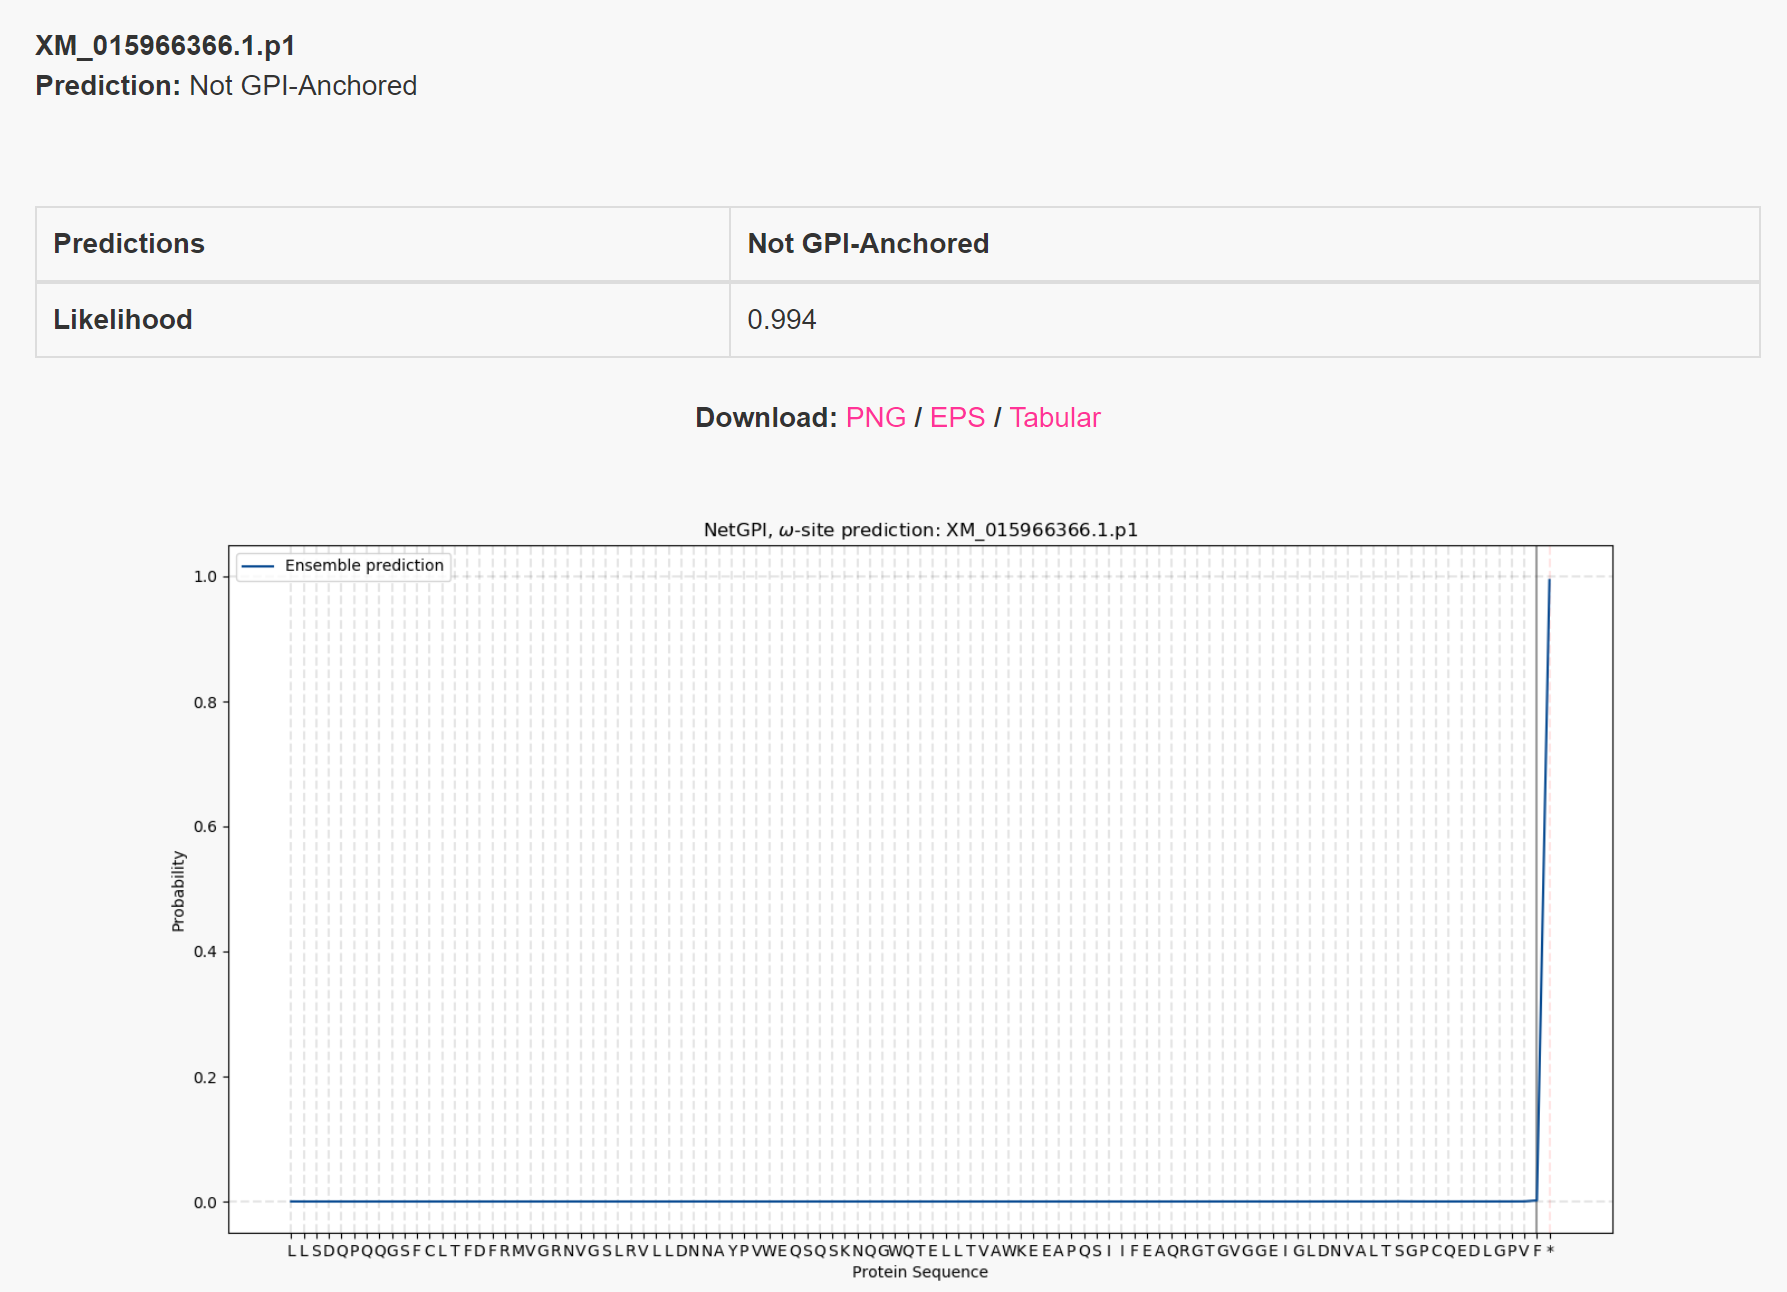 XM_015966366.1.p1
Prediction: Not GPI-Anchored
Predictions Not GPI-Anchored
Likelihood 0.994
Download: PNG / EPS / Tabular
NetGPI, ω-site prediction: XM_015966366.1.p1
Ensemble prediction
1.0
0.8
0.6
0.4
0.2
0.0
Probability
L L S D Q P Q Q G S F C L T F D F R M V G R N V G S L R V L L D N N A Y P V W E Q S Q S K N Q G W Q T E L L T V A W K E E A P Q S I I F E A Q R G T G V G G E I G L D N V A L T S G P C Q E D L G P V F *
Protein Sequence